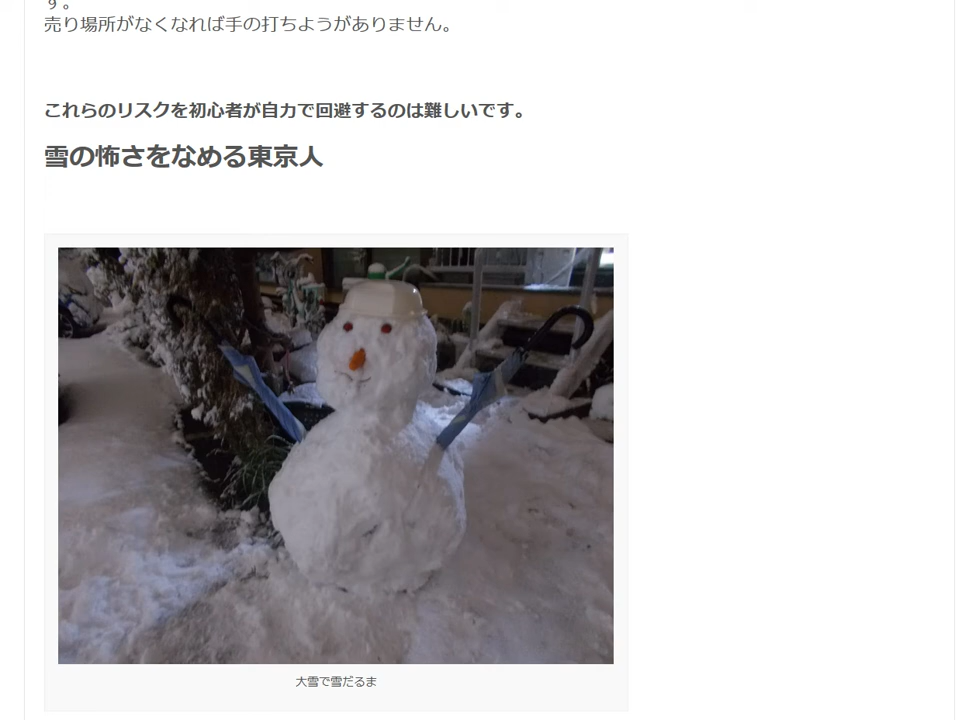 す。
売り場所がなくなれば手の打ちようがありません。
これらのリスクを初心者が自力で回避するのは難しいです。
雪の怖さをなめる東京人
大雪で雪だるま